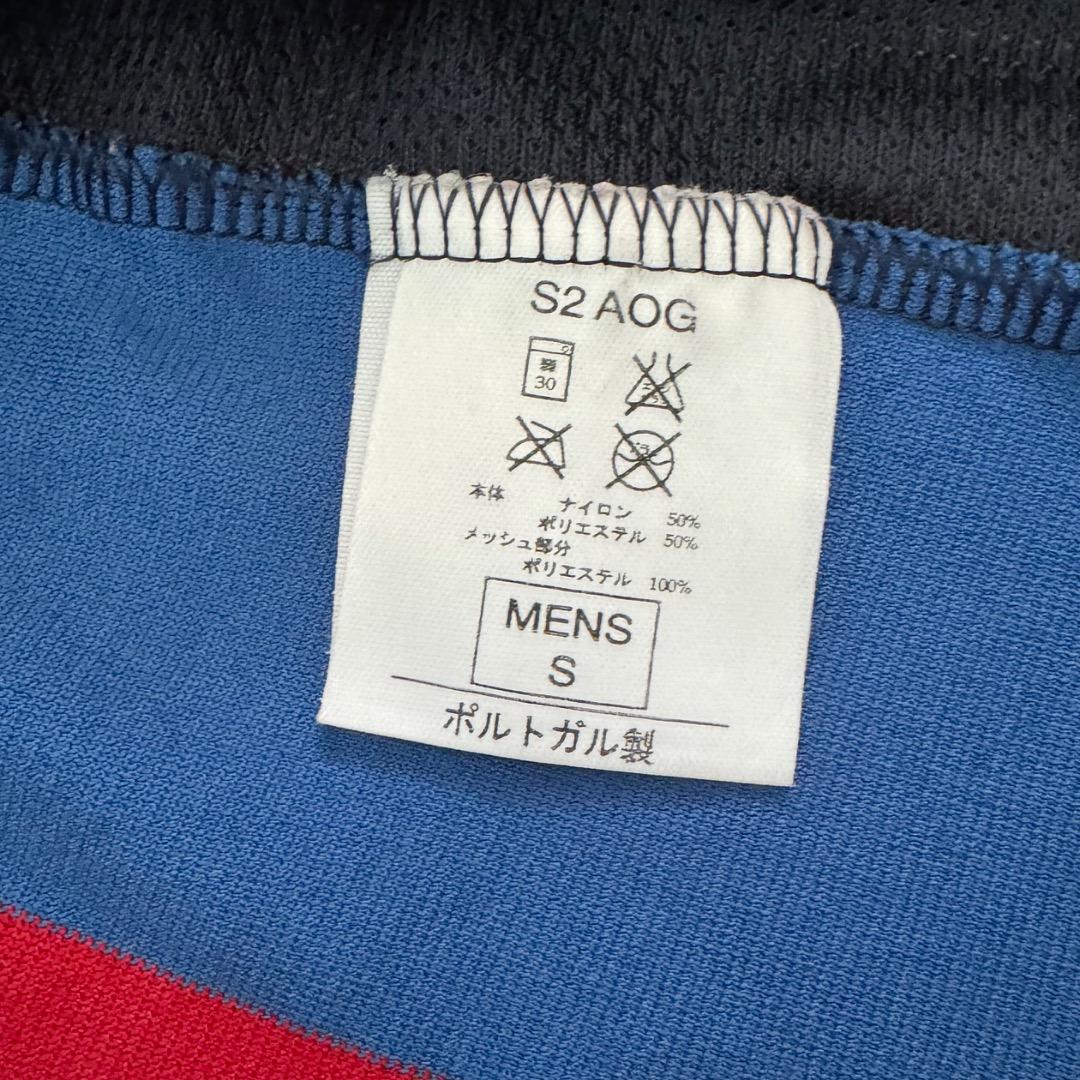 S2 AOG
30
本体
ナイロン 50%
ポリエステル 50%
メッシュ部分
ポリエステル 100%
MENS
S
ポルトガル製